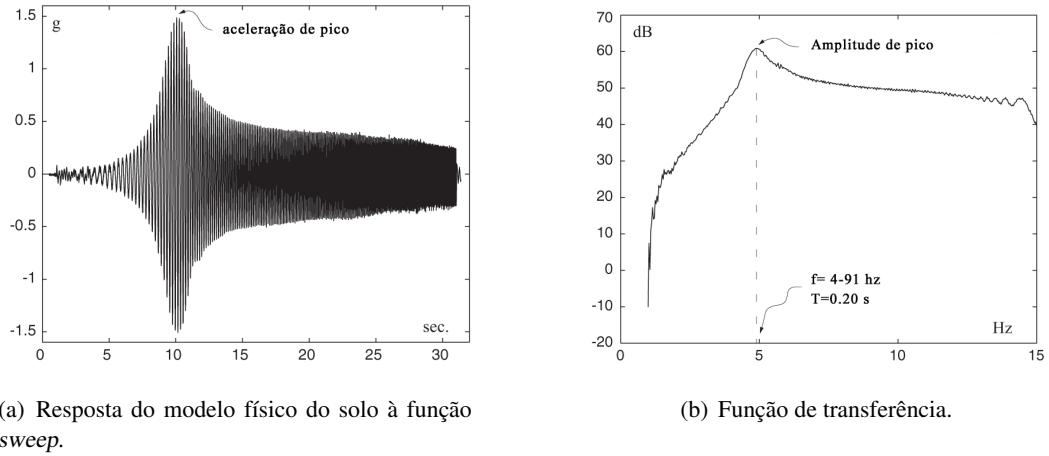 g
aceleração de pico
1.5
1
0.5
0
-0.5
-1
-1.5
sec.
0 5 10 15 20 25 30
(a) Resposta do modelo físico do solo à função
sweep.
dB
Amplitude de pico
70
60
50
40
30
20
10
0
-10
-20
f= 4-91 hz
T=0.20 s
Hz
0 5 10 15
(b) Função de transferência.